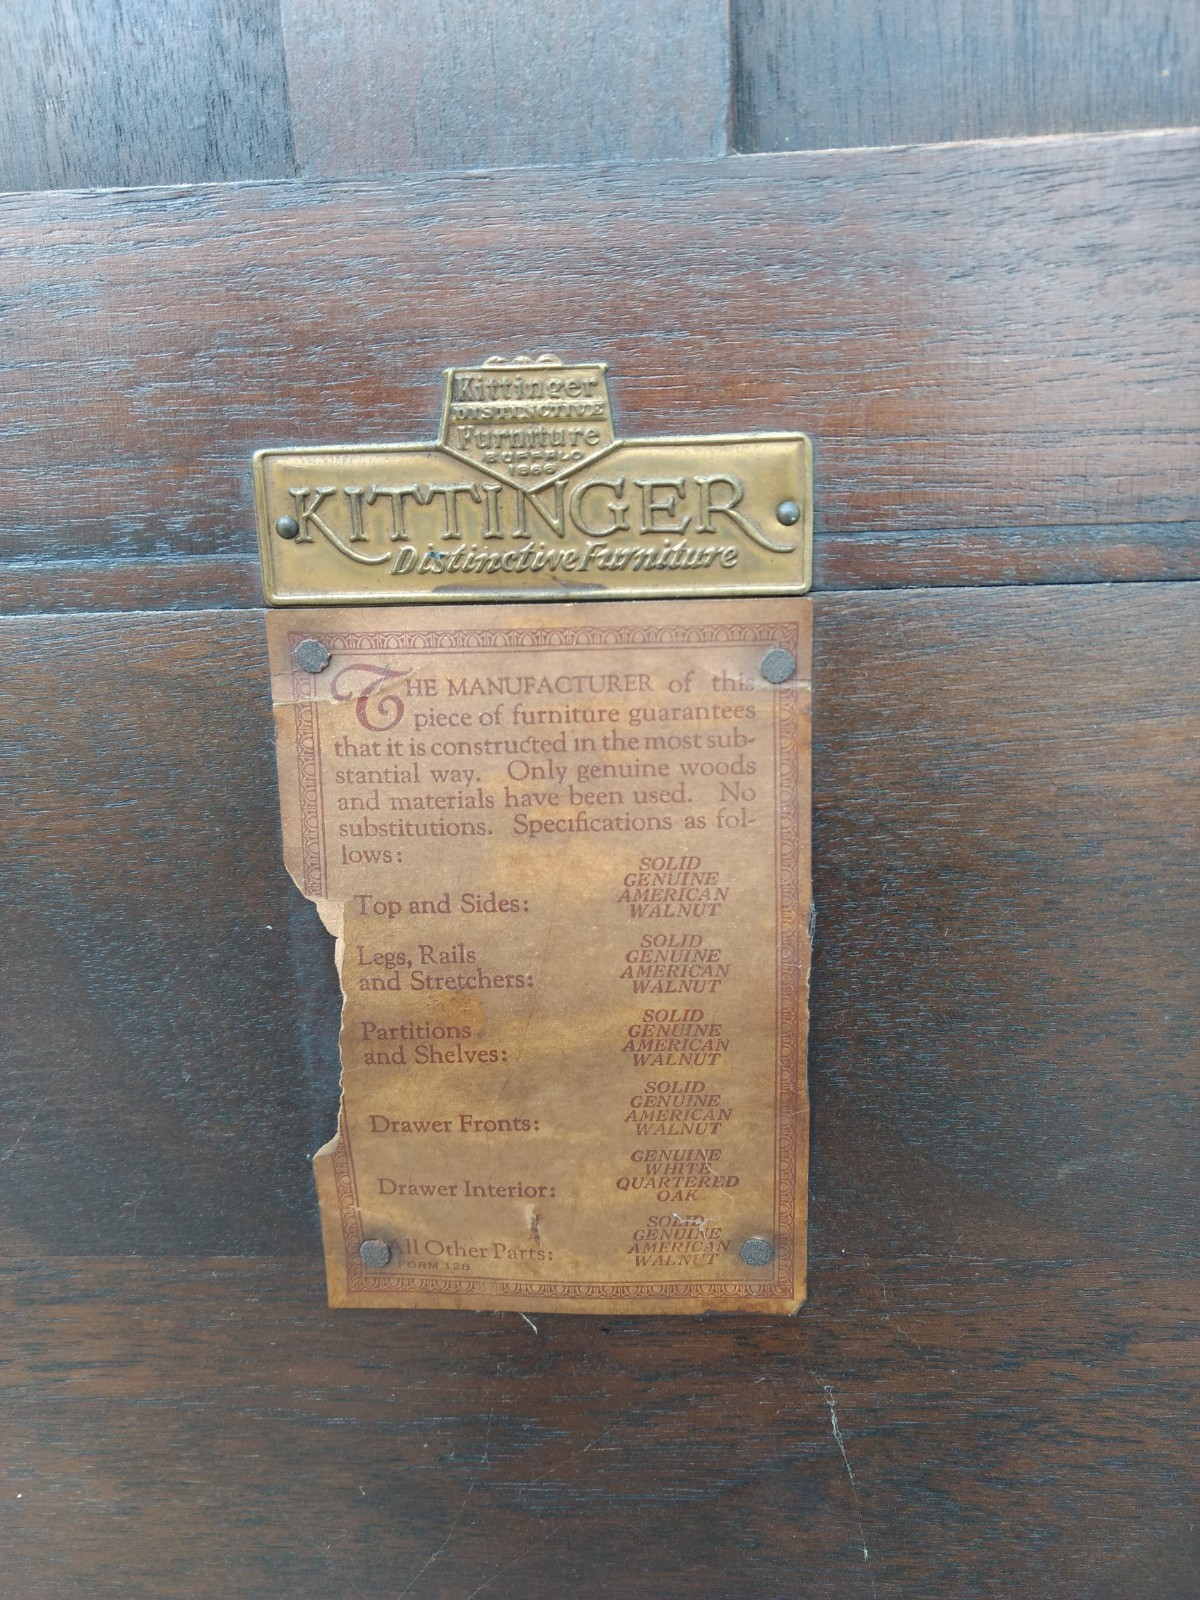 Kittinger
DISTINCTIVE
Furniture
BUFFALO
1866
KITTINGER
Distinctive Furniture
THE MANUFACTURER of this
piece of furniture guarantees
that it is constructed in the most sub-
stantial way. Only genuine woods
and materials have been used. No
substitutions. Specifications as fol-
lows:
Top and Sides:
SOLID
GENUINE
AMERICAN
WALNUT
Legs, Rails
and Stretchers:
SOLID
GENUINE
AMERICAN
WALNUT
Partitions
and Shelves:
SOLID
GENUINE
AMERICAN
WALNUT
Drawer Fronts:
SOLID
GENUINE
AMERICAN
WALNUT
Drawer Interior:
GENUINE
WHITE
QUARTERED
OAK
All Other Parts:
SOLID
GENUINE
AMERICAN
WALNUT
FORM 128